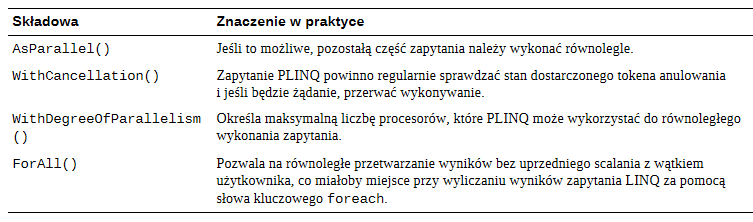 Składowa Znaczenie w praktyce
AsParallel() Jeśli to możliwe, pozostałą część zapytania należy wykonać równolegle.
WithCancellation() Zapytanie PLINQ powinno regularnie sprawdzać stan dostarczonego tokena anulowania
i jeśli będzie żądanie, przerwać wykonywanie.
WithDegreeOfParallelism Określa maksymalną liczbę procesorów, które PLINQ może wykorzystać do równoległego
() wykonania zapytania.
ForAll() Pozwala na równoległe przetwarzanie wyników bez uprzedniego scalania z wątkiem
użytkownika, co miałoby miejsce przy wyliczaniu wyników zapytania LINQ za pomocą
słowa kluczowego foreach.